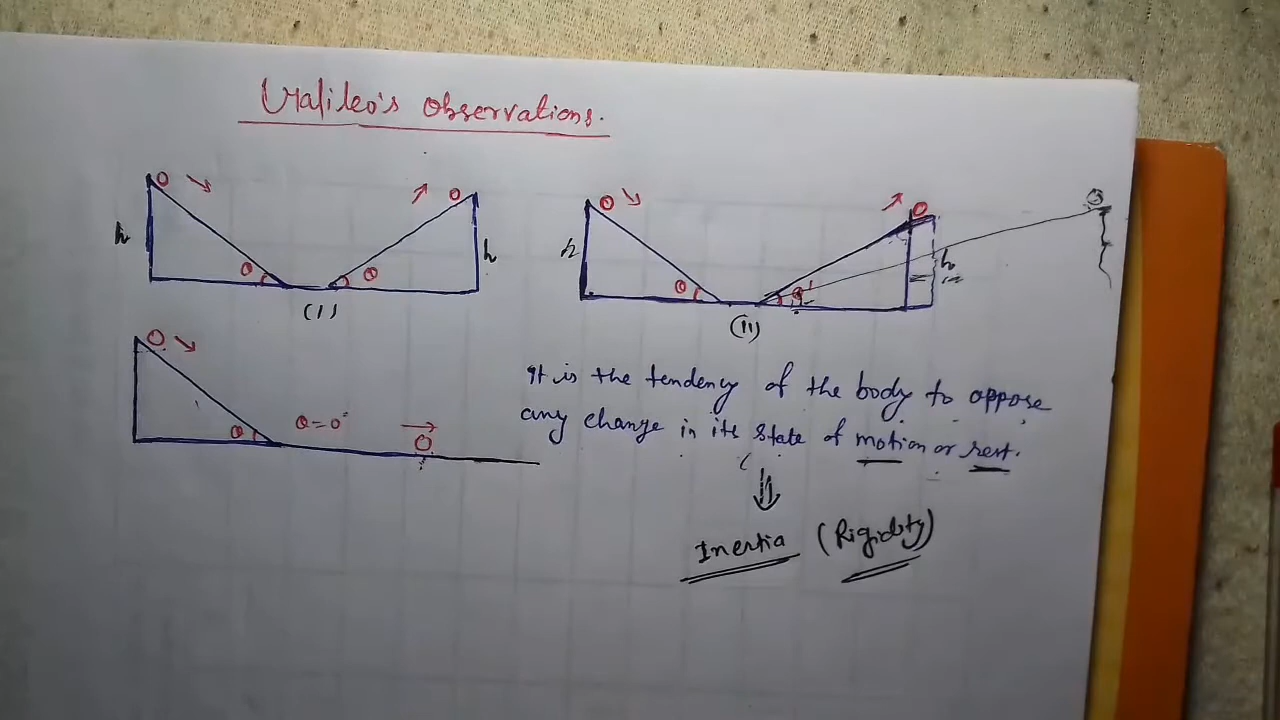 Galileo's observations.
h
θ
θ
h
(I)
h
θ
θ'
h
(II)
θ
θ=0°
It is the tendency of the body to oppose
any change in its state of motion or rest.
Inertia (Rigidity)